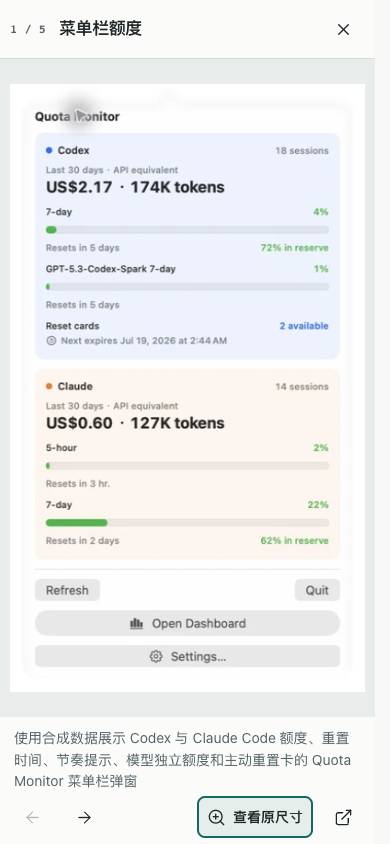 1 / 5 菜单栏额度
Quota Monitor
Codex 18 sessions
Last 30 days · API equivalent
US$2.17 · 174K tokens
7-day 4%
Resets in 5 days 72% in reserve
GPT-5.3-Codex-Spark 7-day 1%
Resets in 5 days
Reset cards 2 available
Next expires Jul 19, 2026 at 2:44 AM
Claude 14 sessions
Last 30 days · API equivalent
US$0.60 · 127K tokens
5-hour 2%
Resets in 3 hr.
7-day 22%
Resets in 2 days 62% in reserve
Refresh Quit
Open Dashboard
Settings...
使用合成数据展示 Codex 与 Claude Code 额度、重置
时间、节奏提示、模型独立额度和主动重置卡的 Quota
Monitor 菜单栏弹窗
查看原尺寸